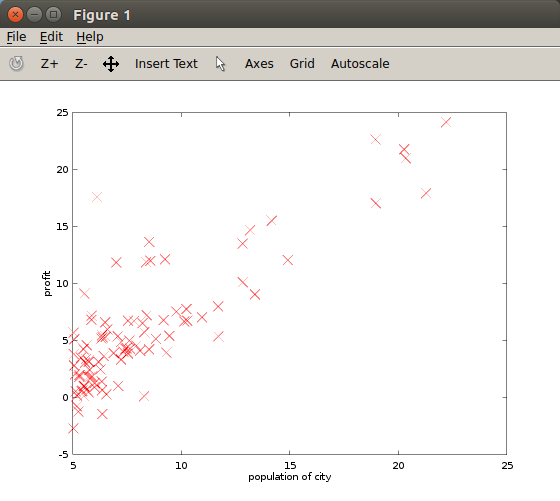 Figure 1
File Edit Help
Z+ Z- Insert Text Axes Grid Autoscale
25
20
15
10
5
0
-5
profit
5 10 15 20 25
population of city